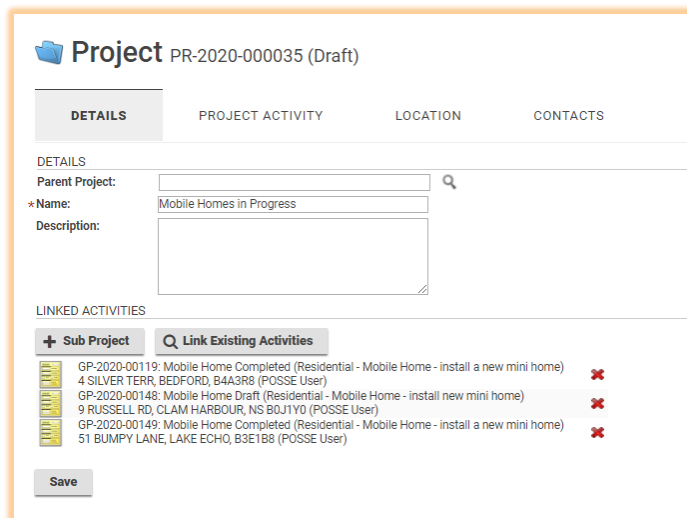 Project PR-2020-000035 (Draft)
DETAILS PROJECT ACTIVITY LOCATION CONTACTS
DETAILS
Parent Project:
*Name: Mobile Homes in Progress
Description:
LINKED ACTIVITIES
+ Sub Project Link Existing Activities
GP-2020-00119: Mobile Home Completed (Residential - Mobile Home - install a new mini home)
4 SILVER TERR, BEDFORD, B4A3R8 (POSSE User)
GP-2020-00148: Mobile Home Draft (Residential - Mobile Home - install new mini home)
9 RUSSELL RD, CLAM HARBOUR, NS B0J1Y0 (POSSE User)
GP-2020-00149: Mobile Home Completed (Residential - Mobile Home - install a new mini home)
51 BUMPY LANE, LAKE ECHO, B3E1B8 (POSSE User)
Save